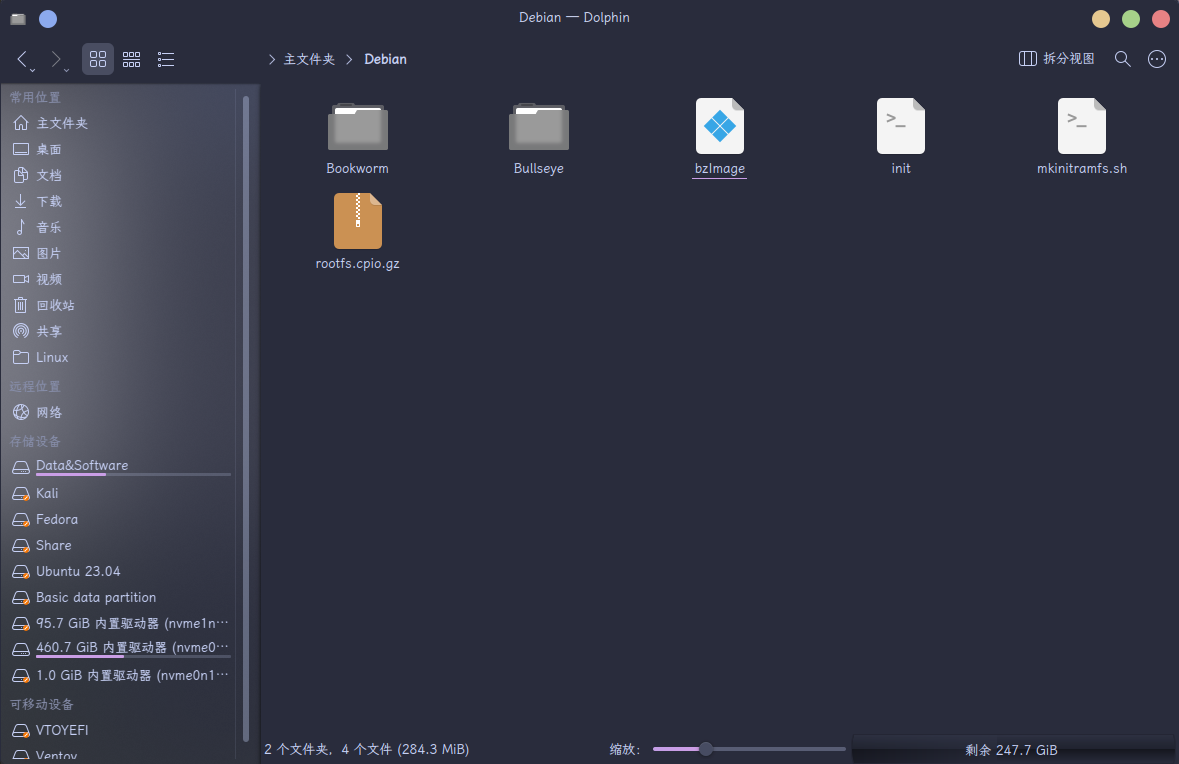 Debian — Dolphin
主文件夹
Debian
拆分视图
常用位置
主文件夹
桌面
文档
下载
音乐
图片
视频
回收站
共享
Linux
远程位置
网络
存储设备
Data&Software
Kali
Fedora
Share
Ubuntu 23.04
Basic data partition
95.7 GiB 内置驱动器 (nvme1n…
460.7 GiB 内置驱动器 (nvme0…
1.0 GiB 内置驱动器 (nvme0n1…
可移动设备
VTOYEFI
Ventoy
Bookworm
Bullseye
bzImage
init
mkinitramfs.sh
rootfs.cpio.gz
2 个文件夹, 4 个文件 (284.3 MiB)
缩放:
剩余 247.7 GiB